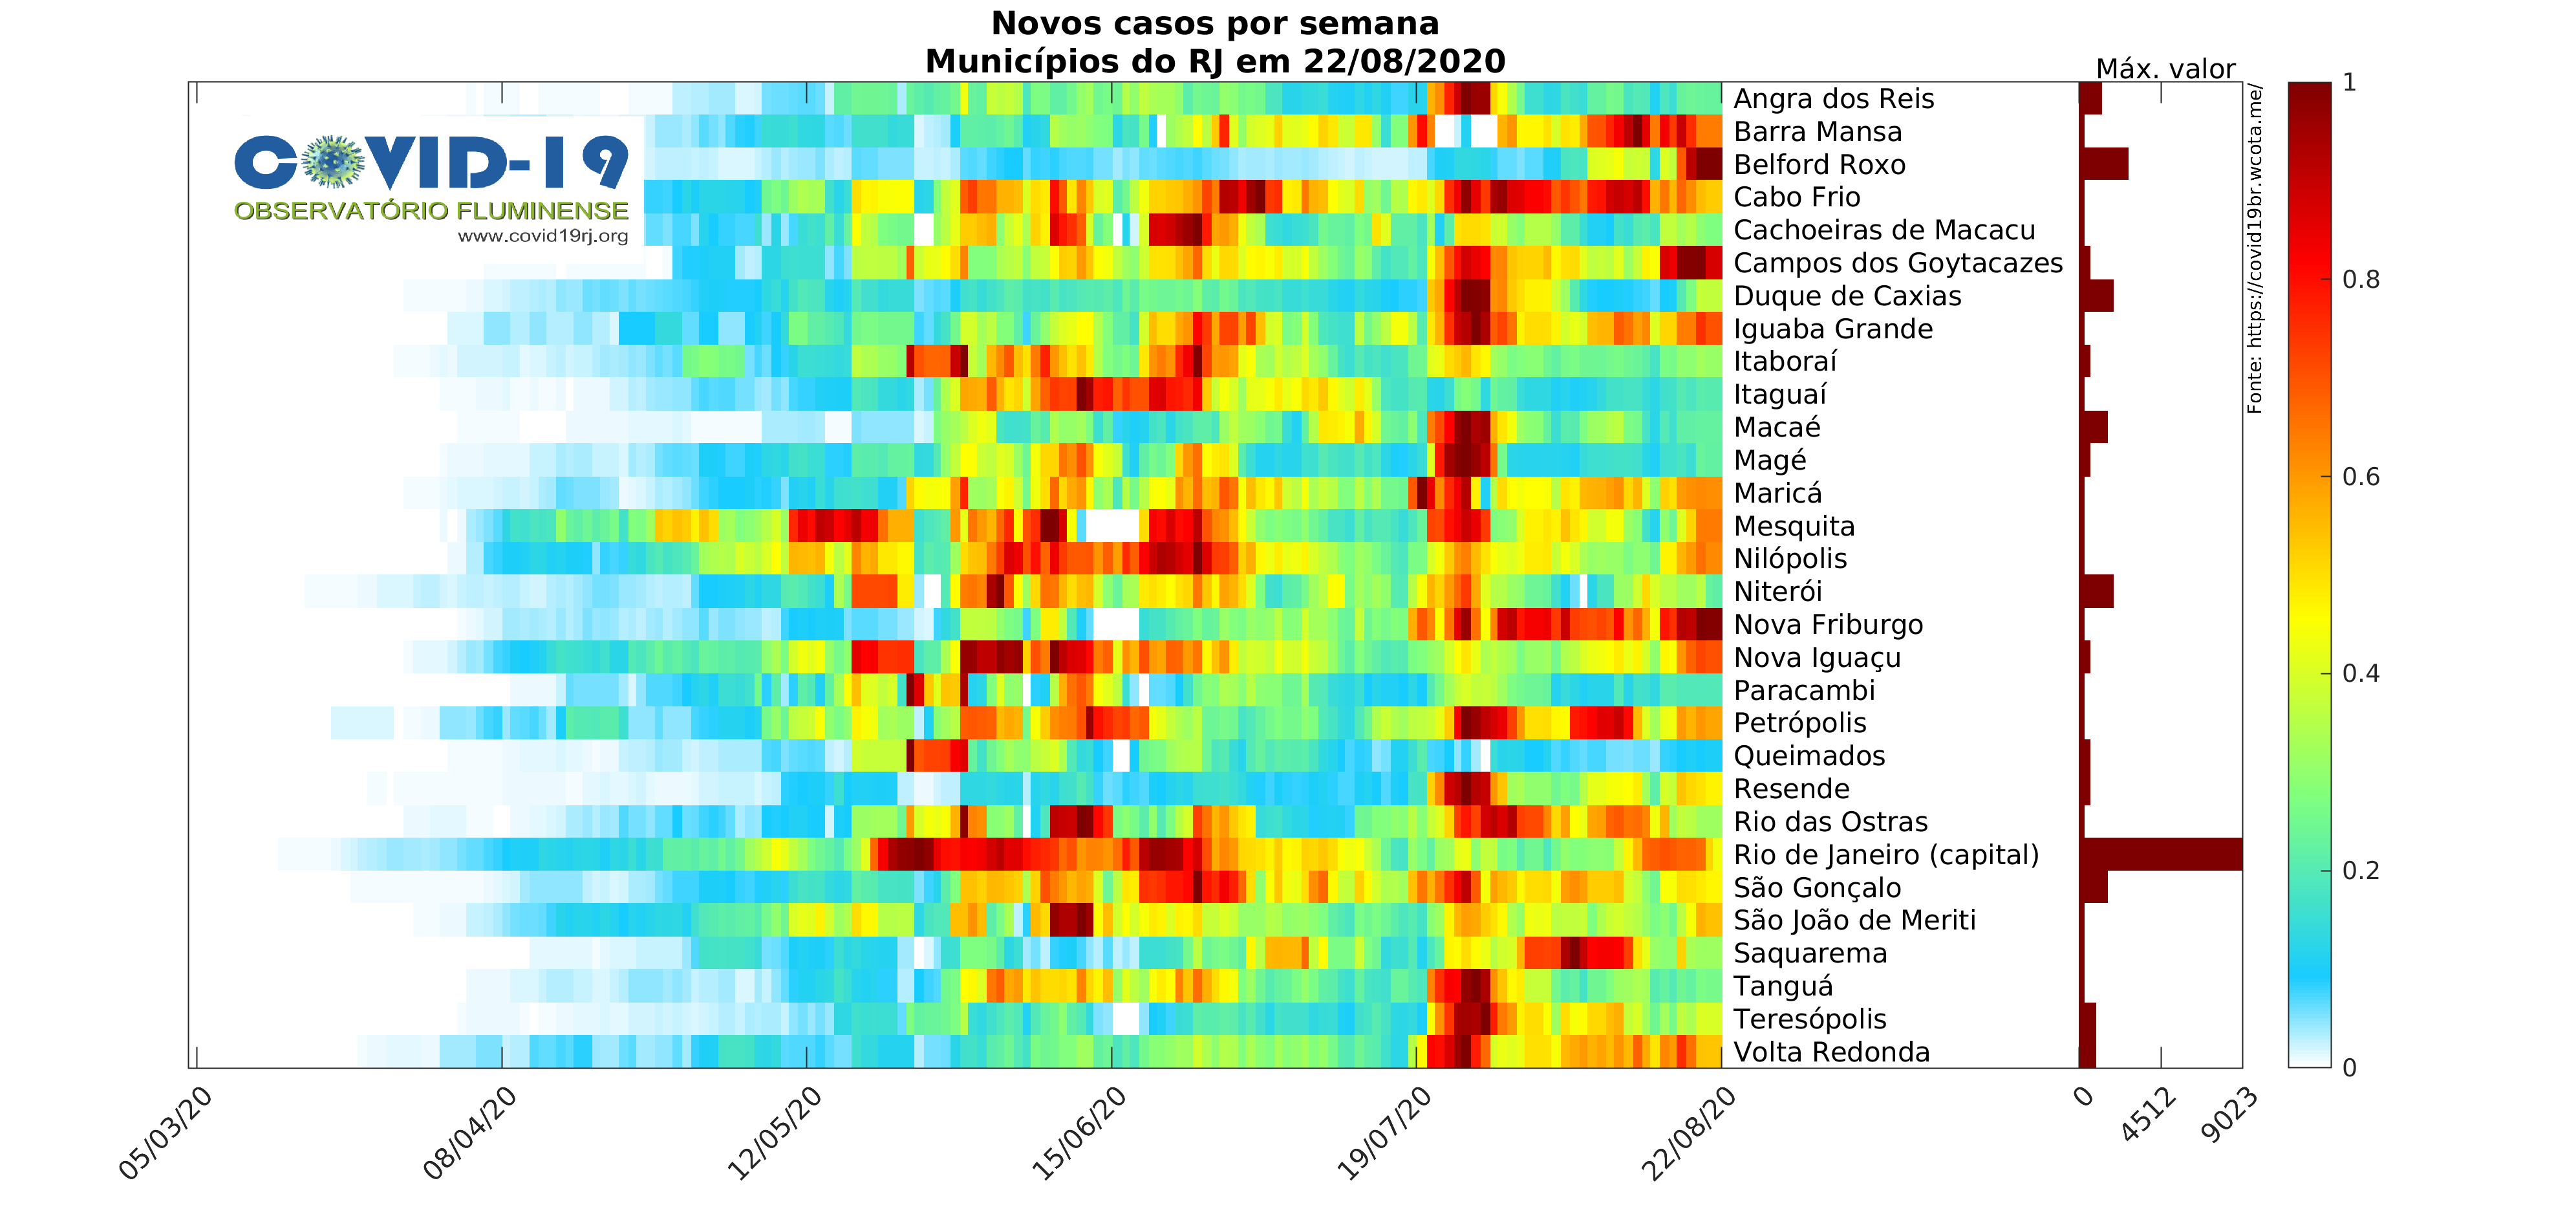 Novos casos por semana
Municípios do RJ em 22/08/2020
Máx. valor
COVID-19
OBSERVATÓRIO FLUMINENSE
www.covid19rj.org
Angra dos Reis
Barra Mansa
Belford Roxo
Cabo Frio
Cachoeiras de Macacu
Campos dos Goytacazes
Duque de Caxias
Iguaba Grande
Itaboraí
Itaguaí
Macaé
Magé
Maricá
Mesquita
Nilópolis
Niterói
Nova Friburgo
Nova Iguaçu
Paracambi
Petrópolis
Queimados
Resende
Rio das Ostras
Rio de Janeiro (capital)
São Gonçalo
São João de Meriti
Saquarema
Tanguá
Teresópolis
Volta Redonda
Fonte: https://covid19br.wcota.me/
1
0.8
0.6
0.4
0.2
0
05/03/20
08/04/20
12/05/20
15/06/20
19/07/20
22/08/20
0
4512
9023